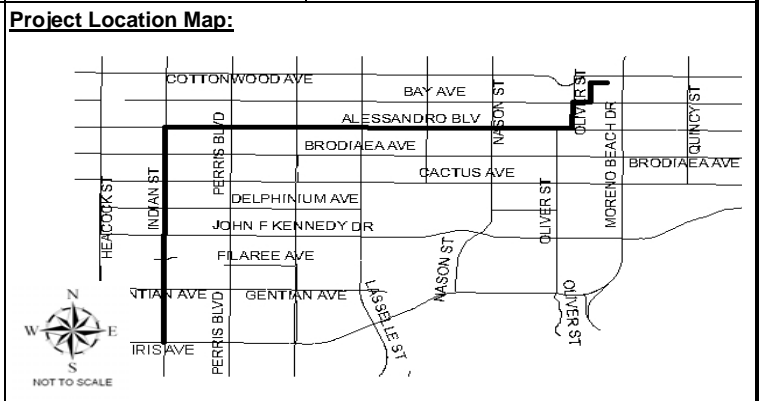 Project Location Map:
COTTONWOOD AVE
BAY AVE
NASON ST
OLIVER ST
QUINCY ST
ALESSANDRO BLV
PERRIS BLVD
MORENO BEACH DR
BRODIAEA AVE
BRODIAEA AVE
CACTUS AVE
HEACOCK ST
INDIAN ST
DELPHINIUM AVE
OLIVER ST
JOHN F KENNEDY DR
FILAREE AVE
NASON ST
NTIAN AVE
GENTIAN AVE
LASSELLE ST
OLIVER ST
PERRIS BLVD
IRIS AVE
N
W E
S
NOT TO SCALE